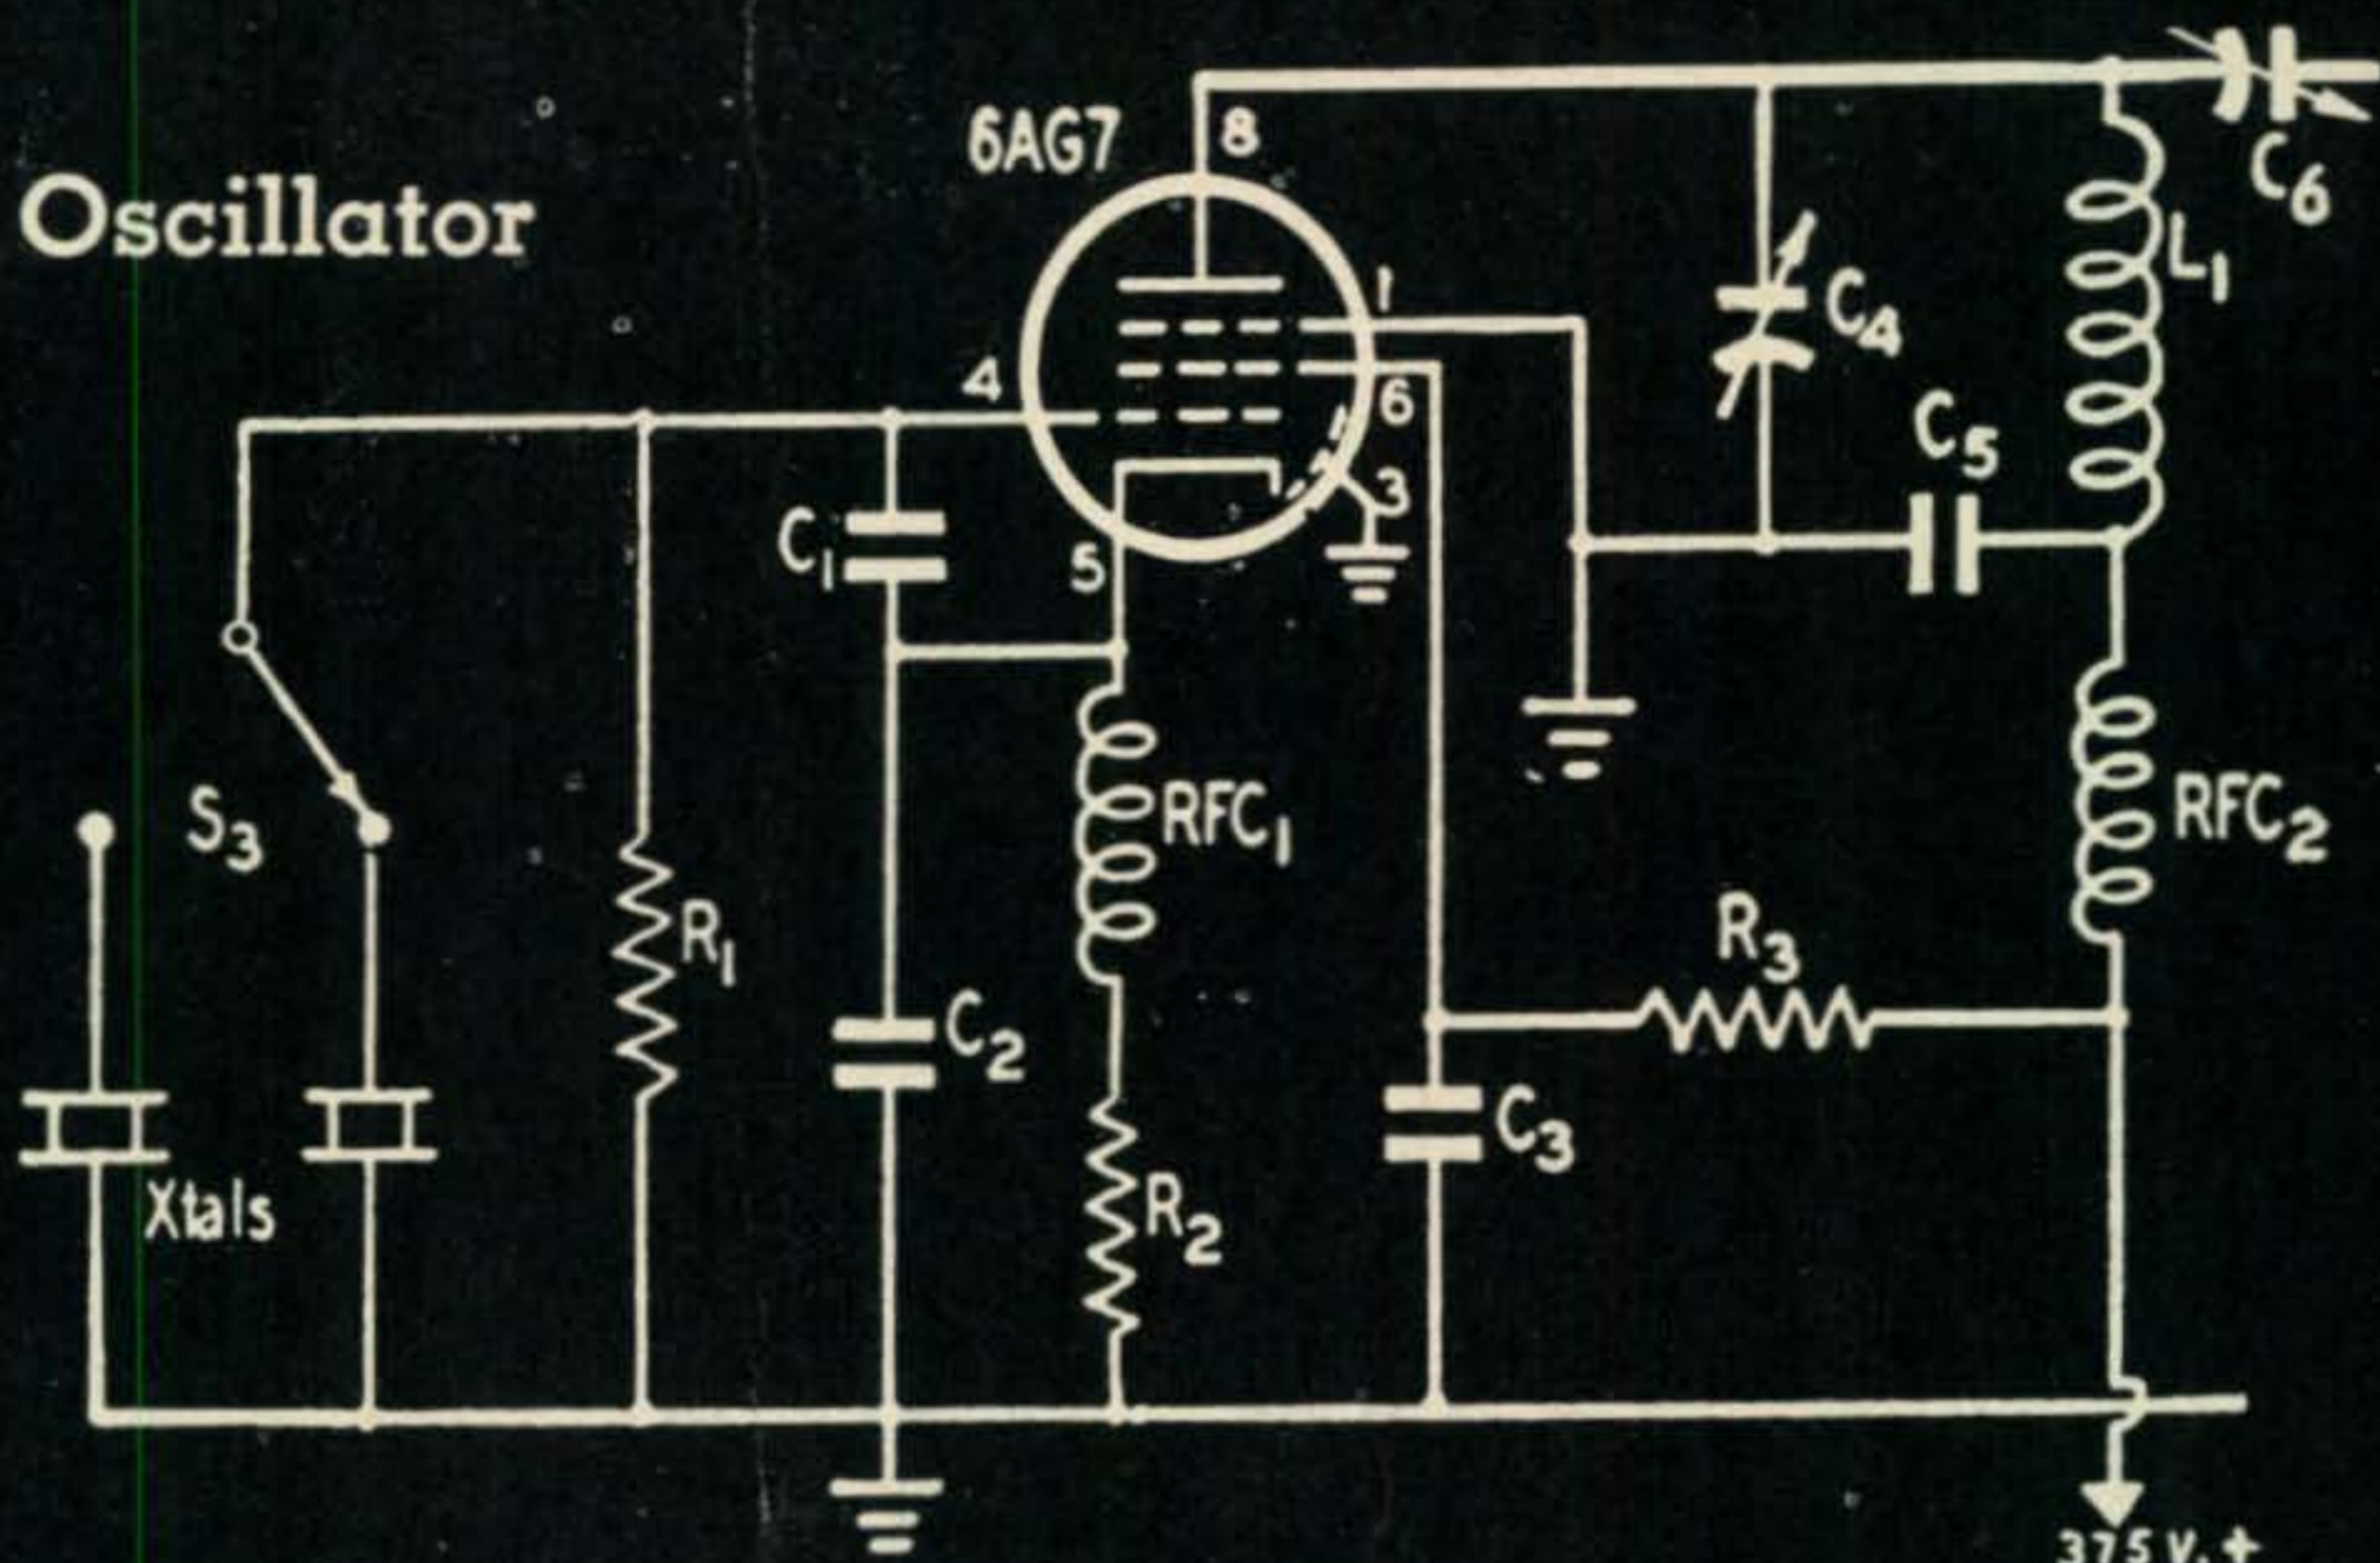 Oscillator
6AG7
8
1
4
6
3
5
C6
L1
C4
C5
C1
S3
R1
RFC1
RFC2
R3
C2
C3
R2
Xtals
375 V. +